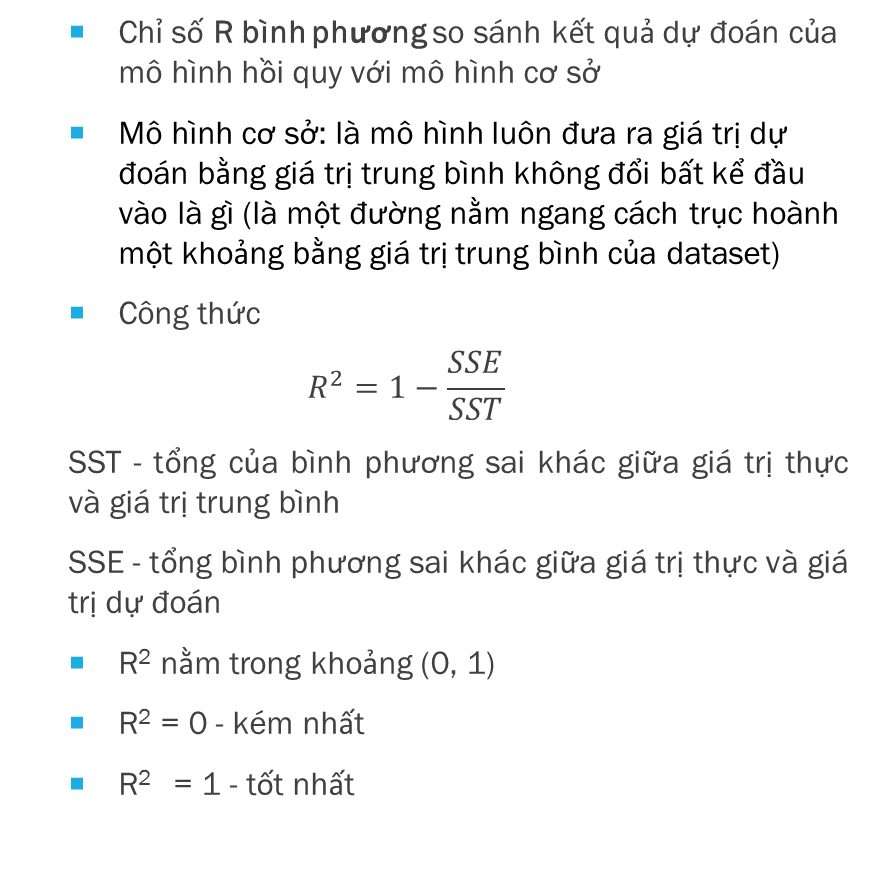 Chỉ số R bình phương so sánh kết quả dự đoán của
mô hình hồi quy với mô hình cơ sở
Mô hình cơ sở: là mô hình luôn đưa ra giá trị dự
đoán bằng giá trị trung bình không đổi bất kể đầu
vào là gì (là một đường nằm ngang cách trục hoành
một khoảng bằng giá trị trung bình của dataset)
Công thức
R² = 1 − SSE/SST
SST - tổng của bình phương sai khác giữa giá trị thực
và giá trị trung bình
SSE - tổng bình phương sai khác giữa giá trị thực và giá
trị dự đoán
R² nằm trong khoảng (0, 1)
R² = 0 - kém nhất
R² = 1 - tốt nhất